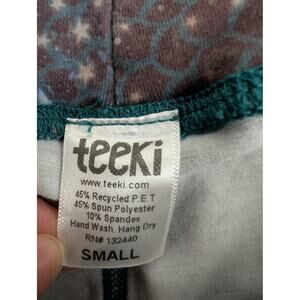 teeki
www.teeki.com
45% Recycled P.E.T
45% Spun Polyester
10% Spandex
Hand Wash, Hang Dry
RN# 132440
SMALL